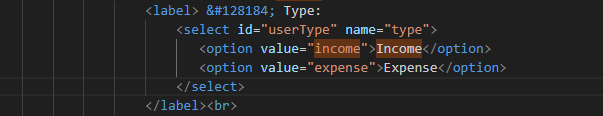 <label> &#128184; Type:
<select id="userType" name="type">
<option value="income">Income</option>
<option value="expense">Expense</option>
</select>
</label><br>